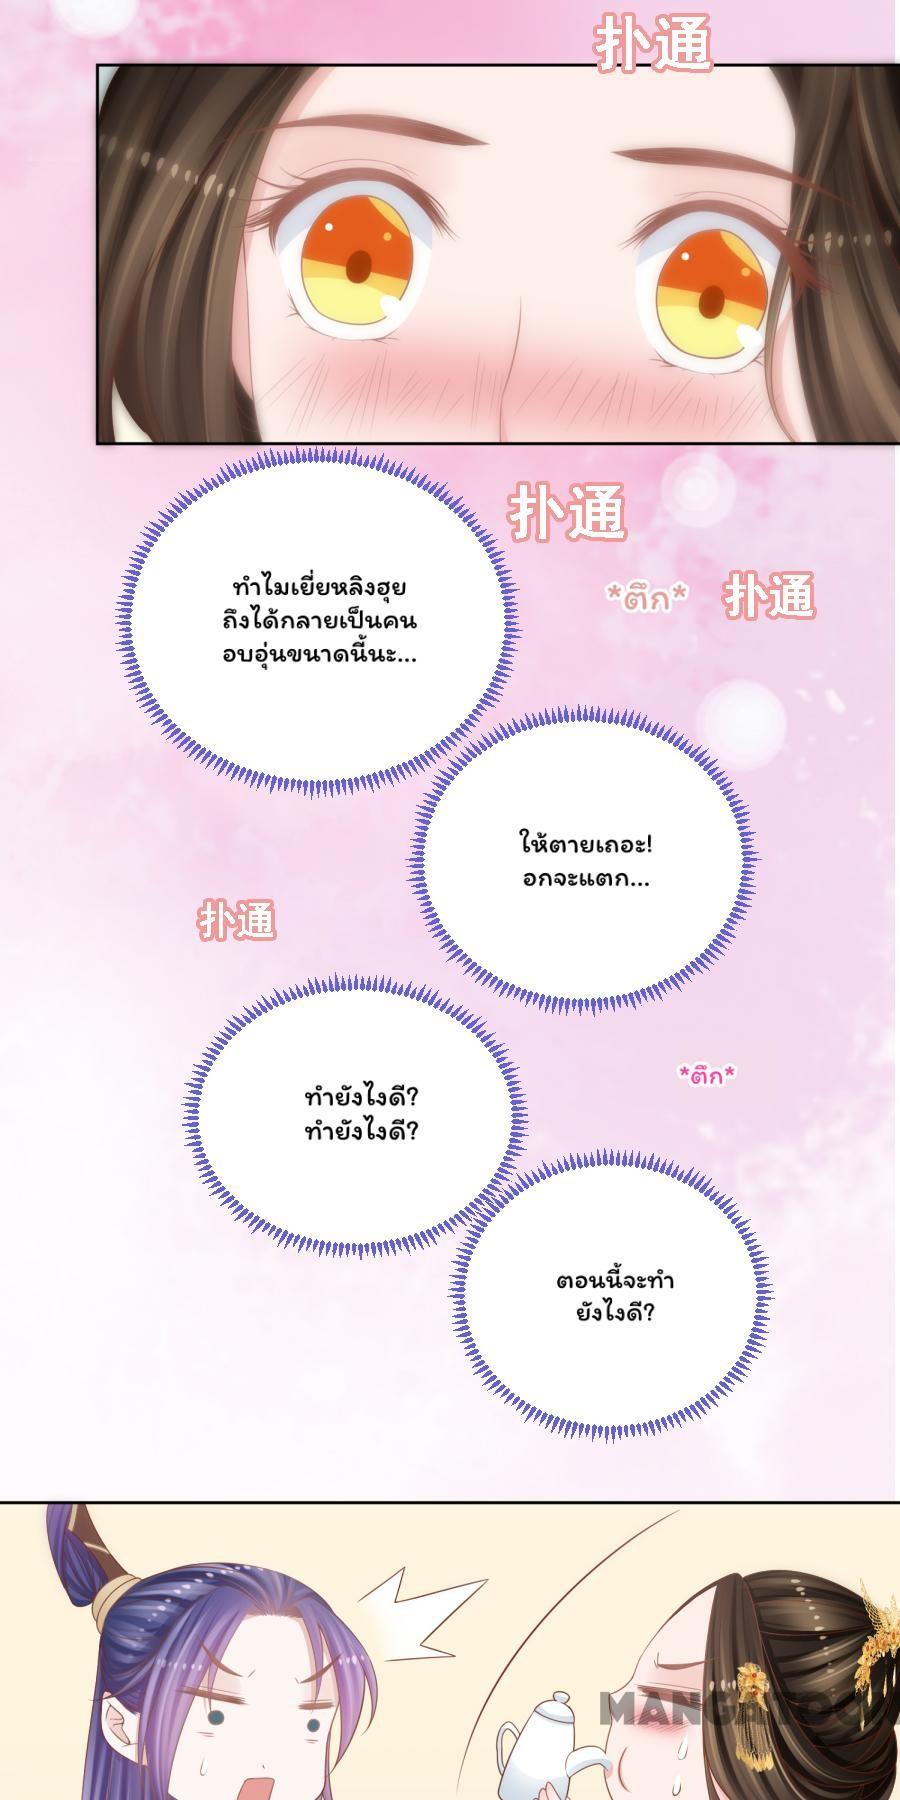 扑通
扑通
*ตึก*
扑通
ทำไมเยี่ยหลิงฮุย
ถึงได้กลายเป็นคน
อบอุ่นขนาดนี้นะ...
ให้ตายเถอะ!
อกจะแตก...
扑通
*ตึก*
ทำยังไงดี?
ทำยังไงดี?
ตอนนี้จะทำ
ยังไงดี?
MANGATOON